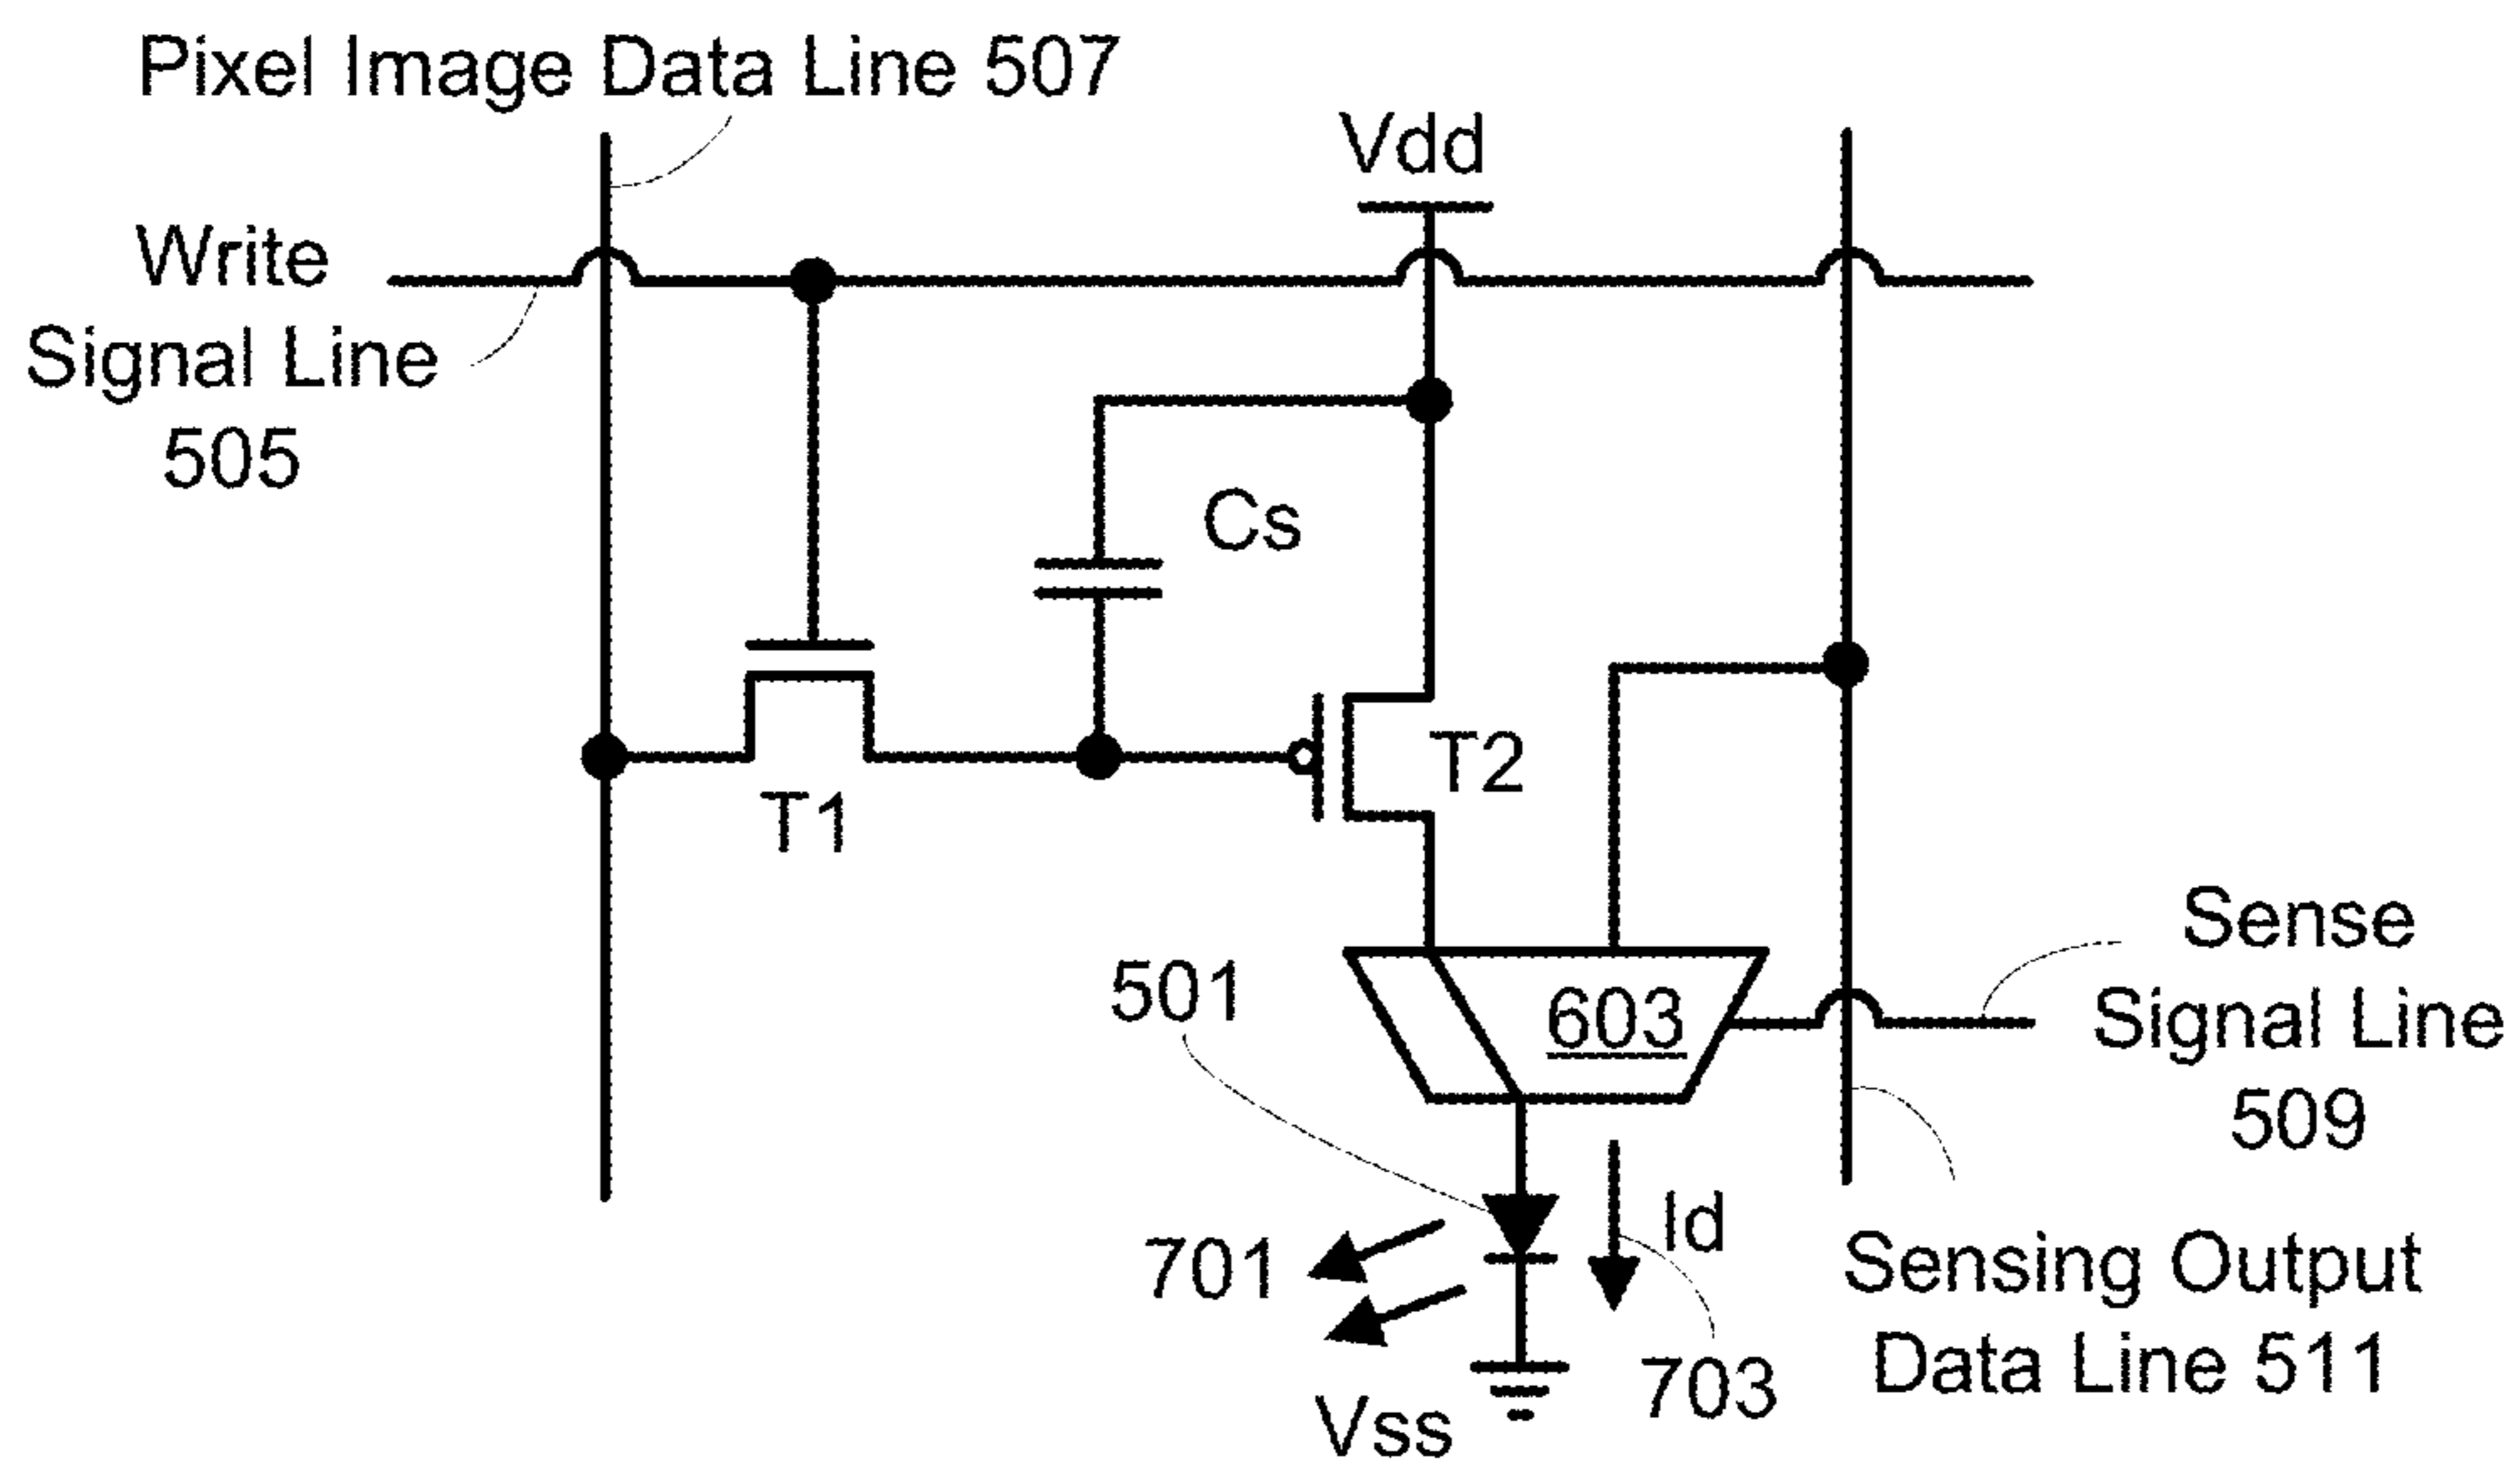 Pixel Image Data Line 507
Vdd
Write
Signal Line
505
Cs
T2
T1
Sense
Signal Line
509
501
603
701
Id
Sensing Output
Data Line 511
703
Vss